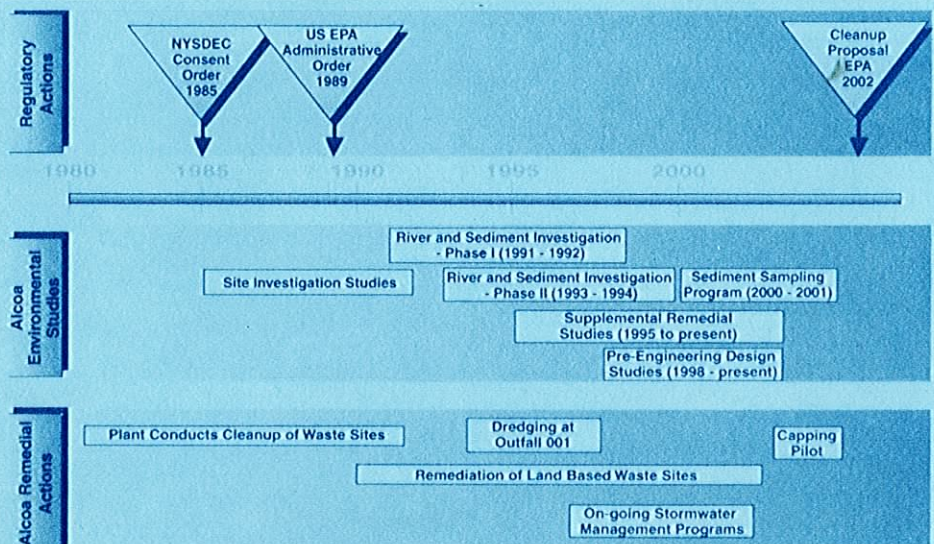 Regulatory
Actions
NYSDEC
Consent
Order
1985
US EPA
Administrative
Order
1989
Cleanup
Proposal
EPA
2002
1980
1985
1990
1995
2000
Alcoa
Environmental
Studies
River and Sediment Investigation
- Phase I (1991 - 1992)
Site Investigation Studies
River and Sediment Investigation
- Phase II (1993 - 1994)
Sediment Sampling
Program (2000 - 2001)
Supplemental Remedial
Studies (1995 to present)
Pre-Engineering Design
Studies (1998 - present)
Alcoa Remedial
Actions
Plant Conducts Cleanup of Waste Sites
Dredging at
Outfall 001
Capping
Pilot
Remediation of Land Based Waste Sites
On-going Stormwater
Management Programs